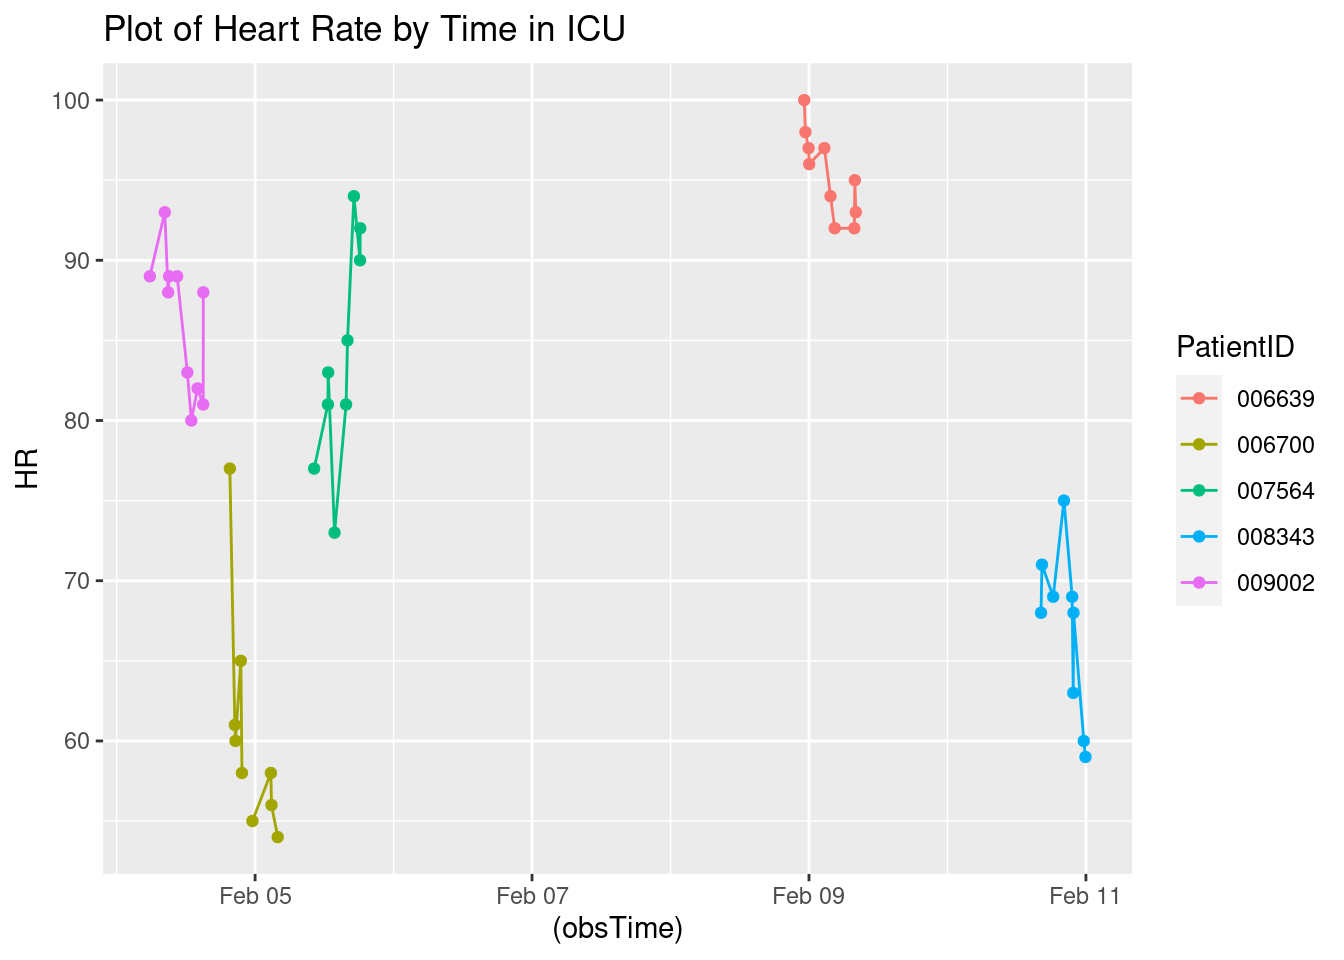 Plot of Heart Rate by Time in ICU
100
90
80
70
60
HR
Feb 05
Feb 07
Feb 09
Feb 11
(obsTime)
PatientID
006639
006700
007564
008343
009002